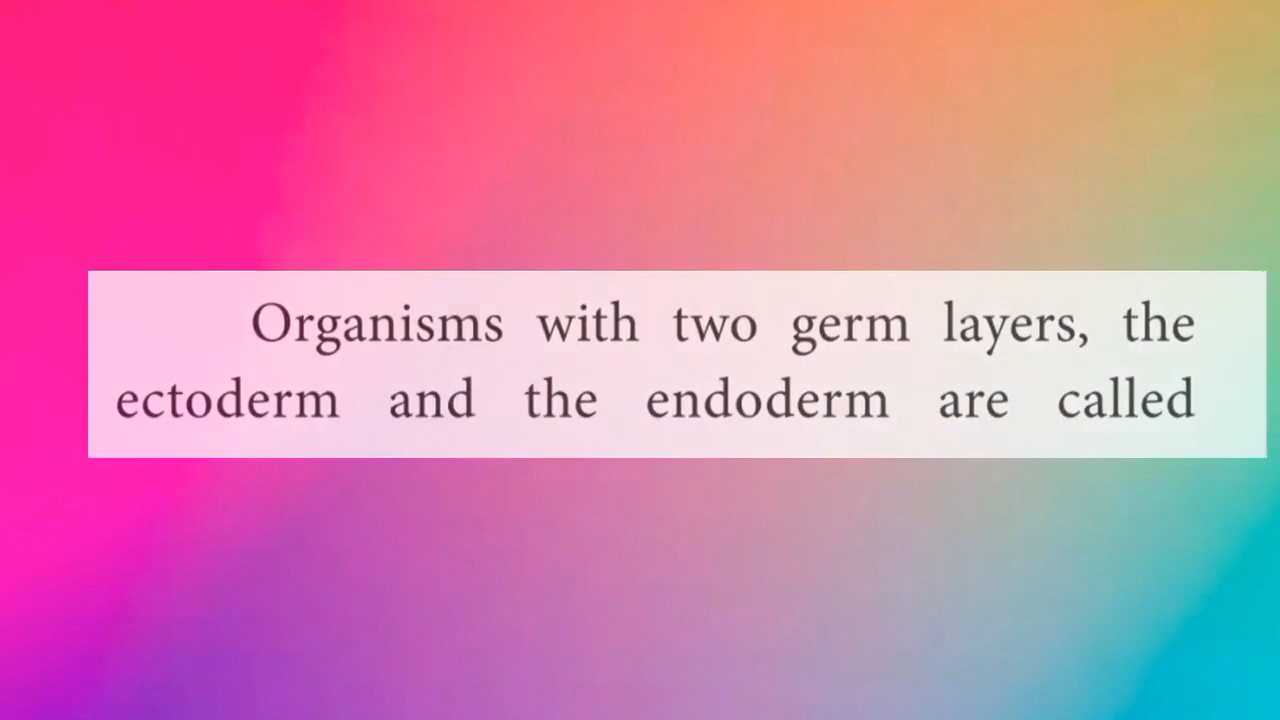 Organisms with two germ layers, the
ectoderm and the endoderm are called